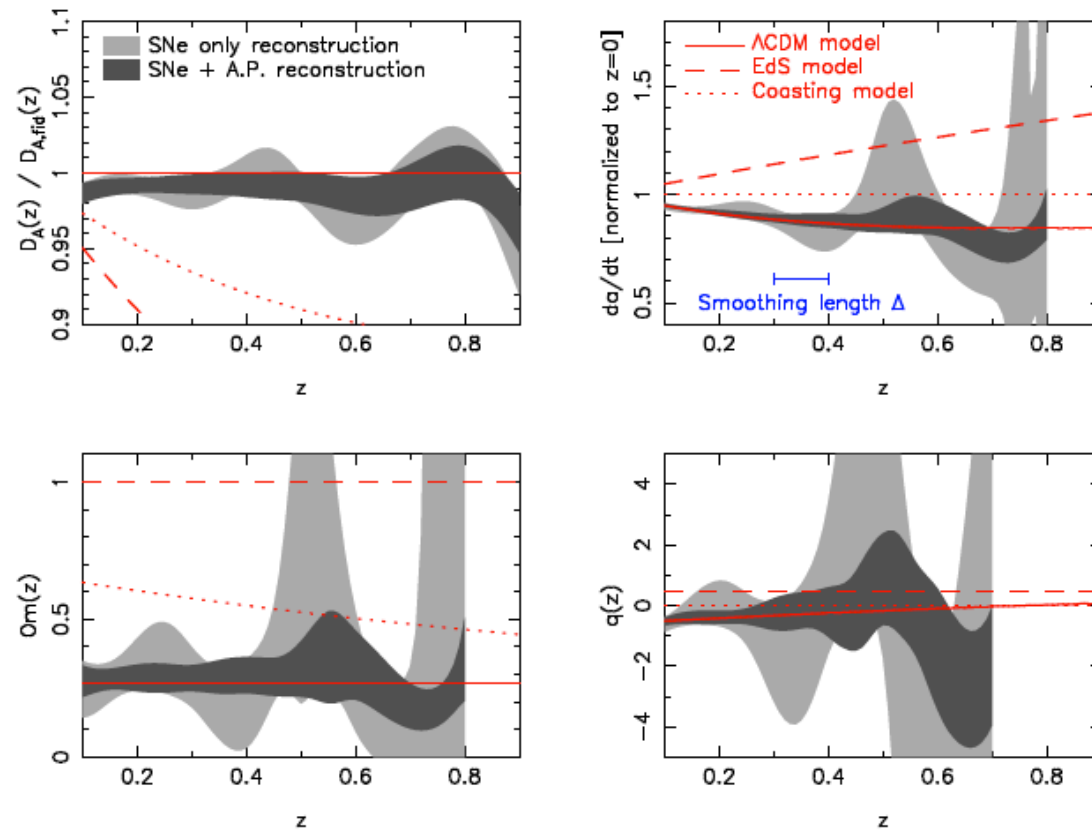 D_A(z) / D_A,fid(z)
1.1
1.05
1
0.95
0.9
SNe only reconstruction
SNe + A.P. reconstruction
0.2 0.4 0.6 0.8
z
da/dt [normalized to z=0]
1.5
1
0.5
ΛCDM model
EdS model
Coasting model
Smoothing length Δ
0.2 0.4 0.6 0.8
z
Om(z)
1
0.5
0
0.2 0.4 0.6 0.8
z
q(z)
4
2
0
−2
−4
0.2 0.4 0.6 0.8
z